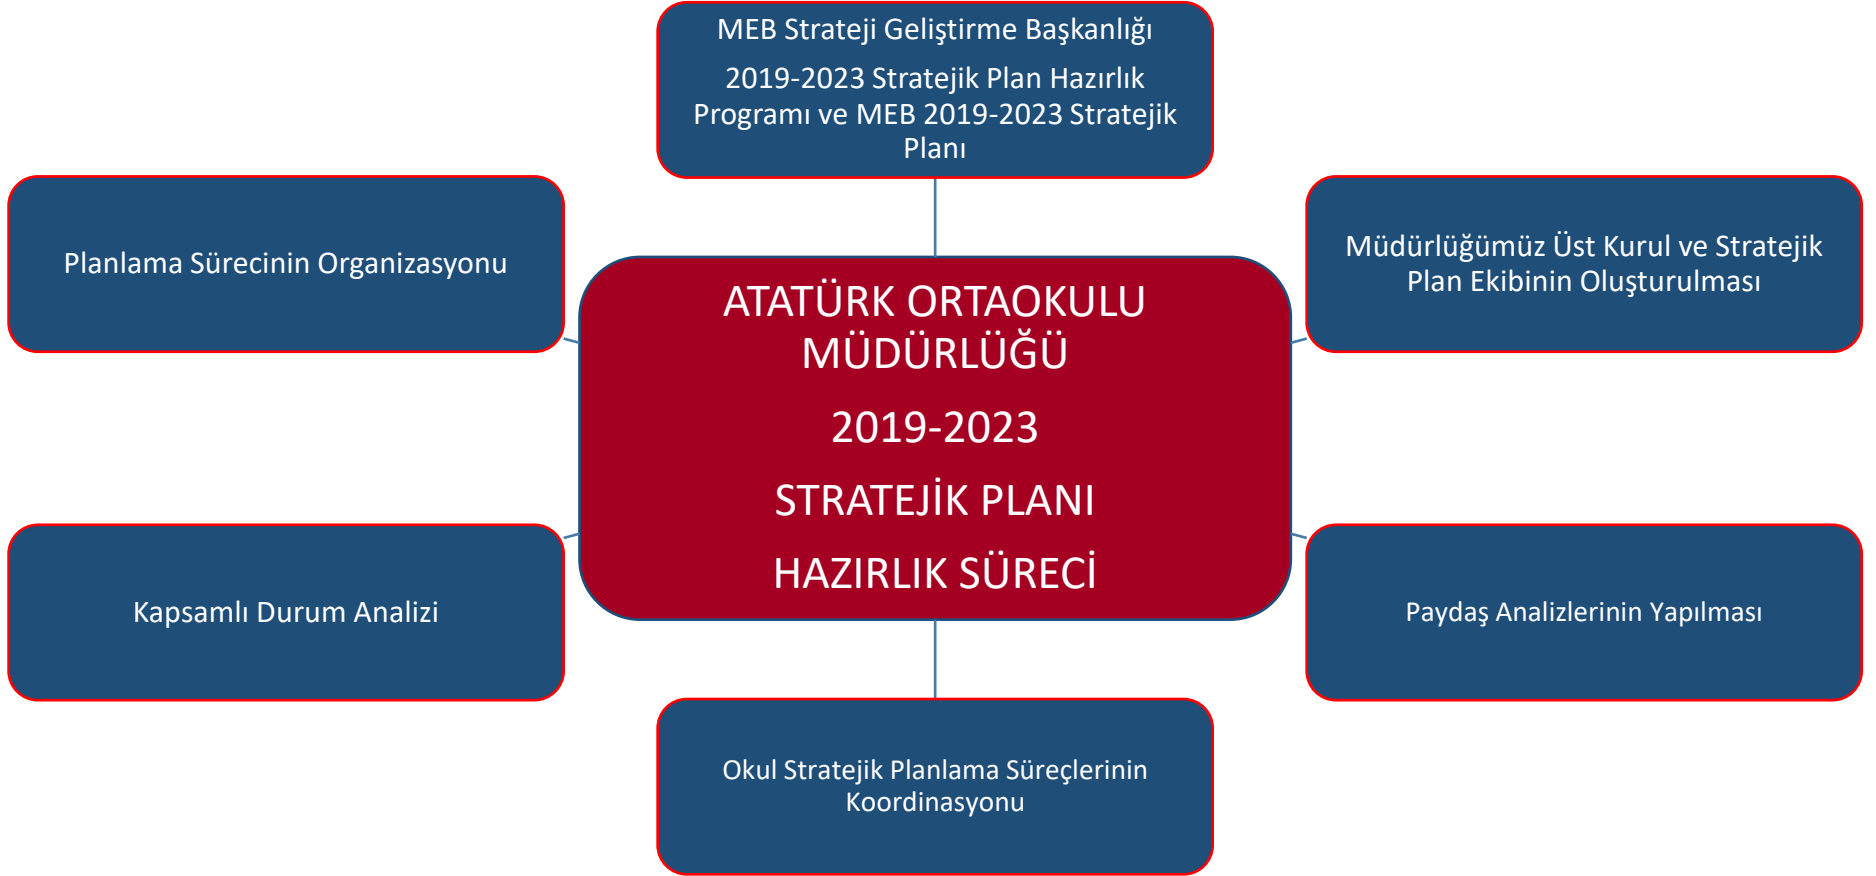 MEB Strateji Geliştirme Başkanlığı
2019-2023 Stratejik Plan Hazırlık
Programı ve MEB 2019-2023 Stratejik
Planı
Planlama Sürecinin Organizasyonu
Müdürlüğümüz Üst Kurul ve Stratejik
Plan Ekibinin Oluşturulması
ATATÜRK ORTAOKULU
MÜDÜRLÜĞÜ
2019-2023
STRATEJİK PLANI
HAZIRLIK SÜRECİ
Kapsamlı Durum Analizi
Paydaş Analizlerinin Yapılması
Okul Stratejik Planlama Süreçlerinin
Koordinasyonu